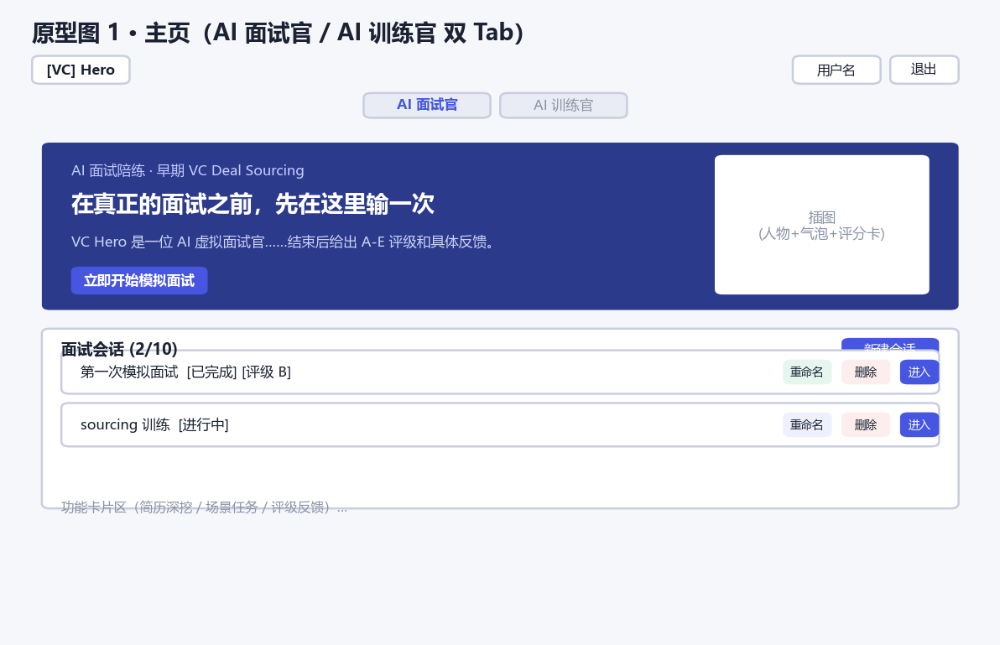 原型图 1 · 主页（AI 面试官 / AI 训练官 双 Tab）
[VC] Hero
用户名
退出
AI 面试官
AI 训练官
AI 面试陪练 · 早期 VC Deal Sourcing
在真正的面试之前，先在这里输一次
VC Hero 是一位 AI 虚拟面试官……结束后给出 A-E 评级和具体反馈。
立即开始模拟面试
插图
(人物+气泡+评分卡)
面试会话 (2/10)
新建会话
第一次模拟面试 [已完成] [评级 B]
重命名
删除
进入
sourcing 训练 [进行中]
重命名
删除
进入
功能卡片区（简历深挖 / 场景任务 / 评级反馈）…